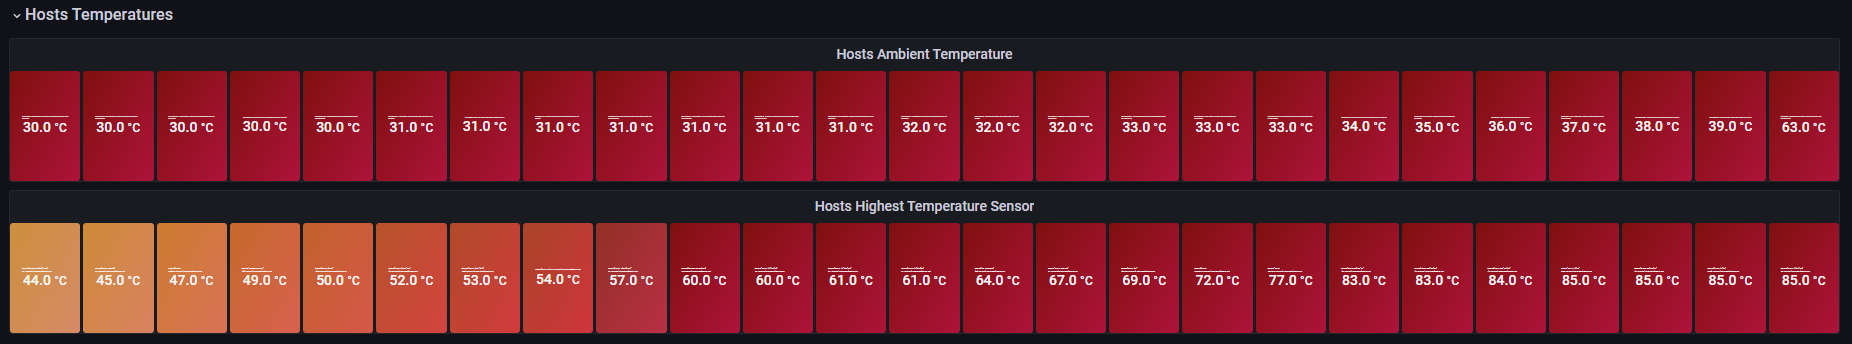 Hosts Temperatures
Hosts Ambient Temperature
30.0 °C 30.0 °C 30.0 °C 30.0 °C 30.0 °C 31.0 °C 31.0 °C 31.0 °C 31.0 °C 31.0 °C 31.0 °C 31.0 °C 32.0 °C 32.0 °C 32.0 °C 33.0 °C 33.0 °C 33.0 °C 34.0 °C 35.0 °C 36.0 °C 37.0 °C 38.0 °C 39.0 °C 63.0 °C
Hosts Highest Temperature Sensor
44.0 °C 45.0 °C 47.0 °C 49.0 °C 50.0 °C 52.0 °C 53.0 °C 54.0 °C 57.0 °C 60.0 °C 60.0 °C 61.0 °C 61.0 °C 64.0 °C 67.0 °C 69.0 °C 72.0 °C 77.0 °C 83.0 °C 83.0 °C 84.0 °C 85.0 °C 85.0 °C 85.0 °C 85.0 °C